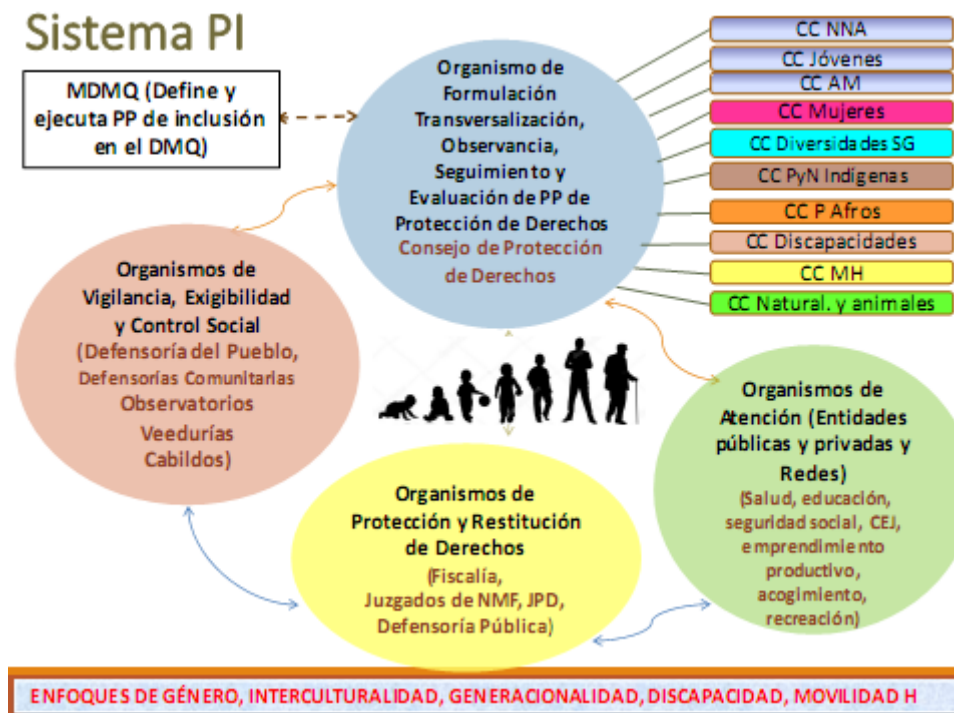 Sistema PI
MDMQ (Define y
ejecuta PP de inclusión
en el DMQ)
Organismo de
Formulación
Transversalización,
Observancia,
Seguimiento y
Evaluación de PP de
Protección de Derechos
Consejo de Protección
de Derechos
CC NNA
CC Jóvenes
CC AM
CC Mujeres
CC Diversidades SG
CC PyN Indígenas
CC P Afros
CC Discapacidades
CC MH
CC Natural. y animales
Organismos de
Vigilancia, Exigibilidad
y Control Social
(Defensoría del Pueblo,
Defensorías Comunitarias
Observatorios
Veedurías
Cabildos)
Organismos de
Protección y Restitución
de Derechos
(Fiscalía,
Juzgados de NMF, JPD,
Defensoría Pública)
Organismos de
Atención (Entidades
públicas y privadas y
Redes)
(Salud, educación,
seguridad social, CEJ,
emprendimiento
productivo,
acogimiento,
recreación)
ENFOQUES DE GÉNERO, INTERCULTURALIDAD, GENERACIONALIDAD, DISCAPACIDAD, MOVILIDAD H